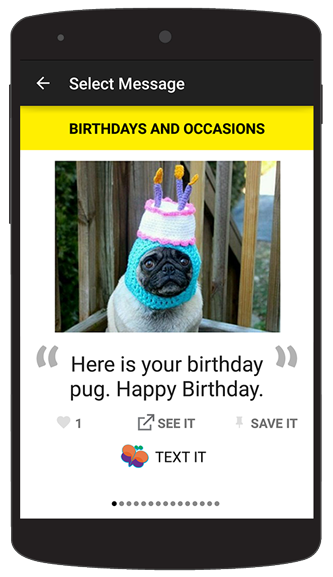 Select Message
BIRTHDAYS AND OCCASIONS
“ Here is your birthday ”
pug. Happy Birthday.
1 SEE IT SAVE IT
TEXT IT